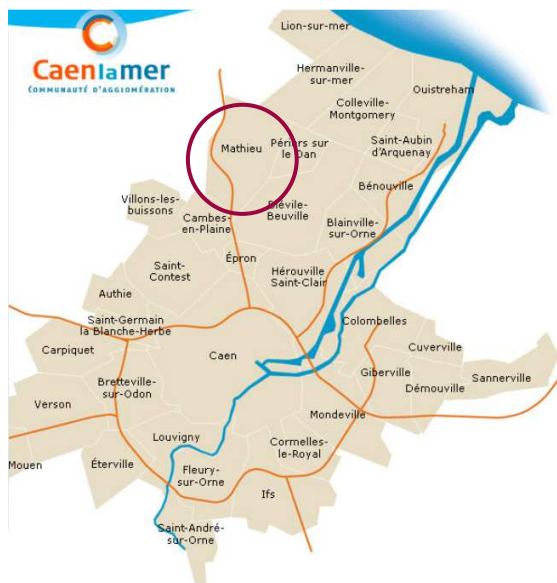 Caenlamer
COMMUNAUTÉ D'AGGLOMÉRATION
Lion-sur-mer
Hermanville-
sur-mer
Ouistreham
Colleville-
Montgomery
Mathieu
Périers sur
le Dan
Saint-Aubin
d'Arquenay
Bénouville
Villons-les-
buissons
Cambes-
en-Plaine
Biéville-
Beuville
Blainville-
sur-Orne
Épron
Saint-
Contest
Hérouville
Saint-Clair
Authie
Saint-Germain
la Blanche-Herbe
Colombelles
Carpiquet
Caen
Cuverville
Giberville
Démouville
Sannerville
Bretteville-
sur-Odon
Verson
Mondeville
Louvigny
Cormelles-
le-Royal
Mouen
Éterville
Fleury-
sur-Orne
Ifs
Saint-André-
sur-Orne